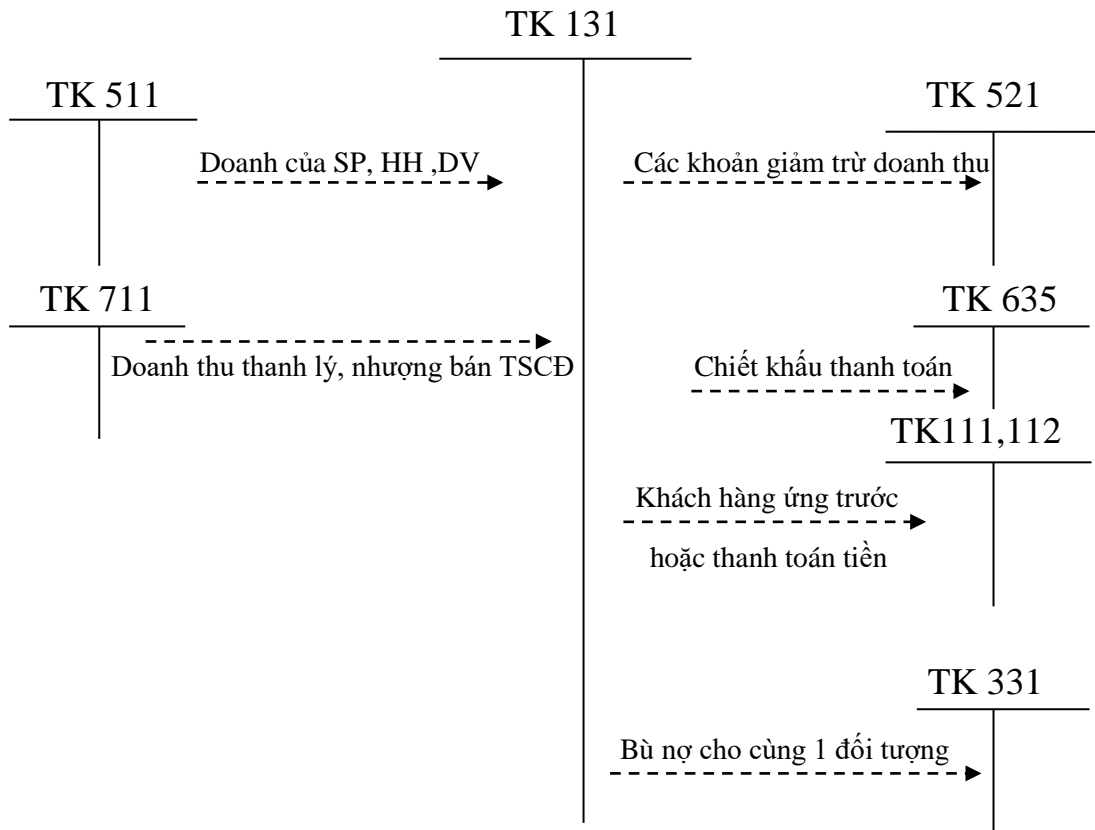 TK 131
TK 511
TK 521
Doanh của SP, HH ,DV
Các khoản giảm trừ doanh thu
TK 711
TK 635
Doanh thu thanh lý, nhượng bán TSCĐ
Chiết khấu thanh toán
TK111,112
Khách hàng ứng trước
hoặc thanh toán tiền
TK 331
Bù nợ cho cùng 1 đối tượng